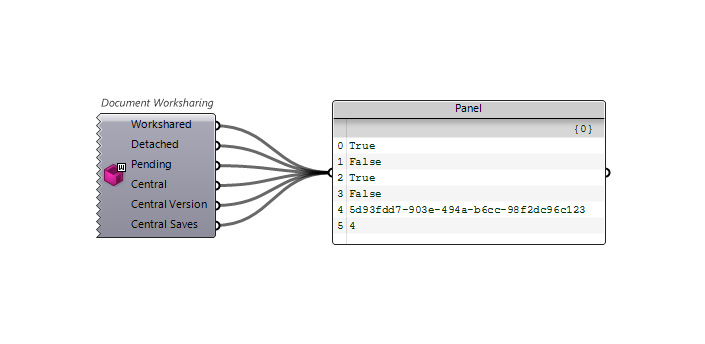 Document Worksharing
Workshared
Detached
Pending
Central
Central Version
Central Saves
Panel
{0}
0 True
1 False
2 True
3 False
4 5d93fdd7-903e-494a-b6cc-98f2dc96c123
5 4